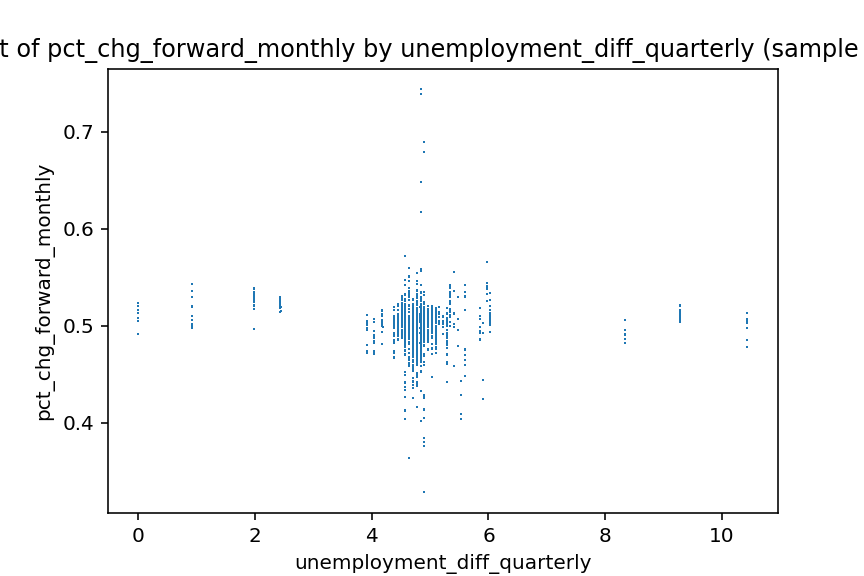 t of pct_chg_forward_monthly by unemployment_diff_quarterly (sample
0.7
0.6
0.5
0.4
pct_chg_forward_monthly
0 2 4 6 8 10
unemployment_diff_quarterly